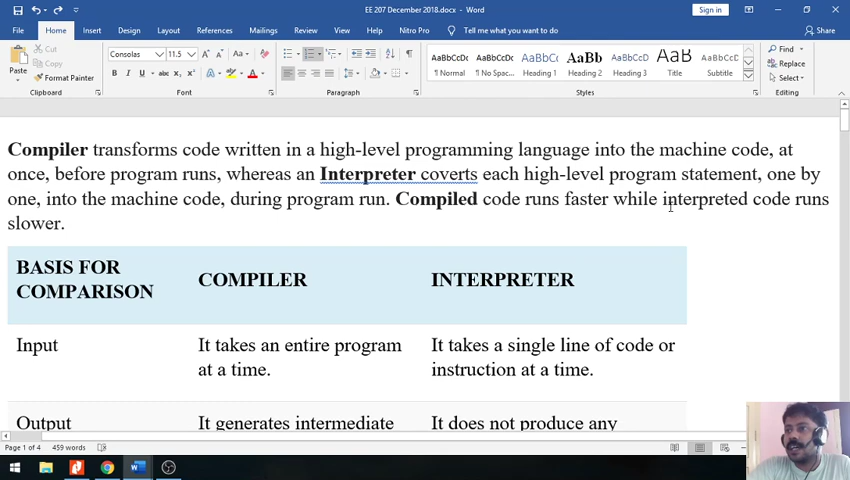 EE 207 December 2018.docx - Word
Sign in
File Home Insert Design Layout References Mailings Review View Help Nitro Pro Tell me what you want to do Share
Paste
Cut
Copy
Format Painter
Clipboard
Consolas 11.5 A A Aa A
B I U abc x₂ x² A A
Font
Paragraph
AaBbCcDc AaBbCcDc AaBbCc AaBb AaBbCcDc AaB AaBbCcD
¶ Normal ¶ No Spac... Heading 1 Heading 2 Heading 3 Title Subtitle
Styles
Find
Replace
Select
Editing
Compiler transforms code written in a high-level programming language into the machine code, at
once, before program runs, whereas an Interpreter coverts each high-level program statement, one by
one, into the machine code, during program run. Compiled code runs faster while interpreted code runs
slower.
BASIS FOR COMPARISON COMPILER INTERPRETER
Input It takes an entire program It takes a single line of code or
at a time. instruction at a time.
Output It generates intermediate It does not produce any
Page 1 of 4 459 words